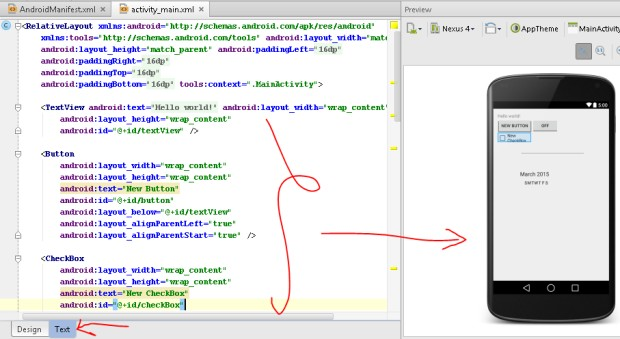 AndroidManifest.xml activity_main.xml
<RelativeLayout xmlns:android="http://schemas.android.com/apk/res/android"
xmlns:tools="http://schemas.android.com/tools" android:layout_width="matc
android:layout_height="match_parent" android:paddingLeft="16dp"
android:paddingRight="16dp"
android:paddingTop="16dp"
android:paddingBottom="16dp" tools:context=".MainActivity">
<TextView android:text="Hello world!" android:layout_width="wrap_content"
android:layout_height="wrap_content"
android:id="@+id/textView" />
<Button
android:layout_width="wrap_content"
android:layout_height="wrap_content"
android:text="New Button"
android:id="@+id/button"
android:layout_below="@+id/textView"
android:layout_alignParentLeft="true"
android:layout_alignParentStart="true" />
<CheckBox
android:layout_width="wrap_content"
android:layout_height="wrap_content"
android:text="New CheckBox"
android:id="@+id/checkBox"
Design Text
Preview
Nexus 4 AppTheme MainActivity
5:00
Hello world!
NEW BUTTON OFF
New
CheckBox
March 2015
S M T W T F S